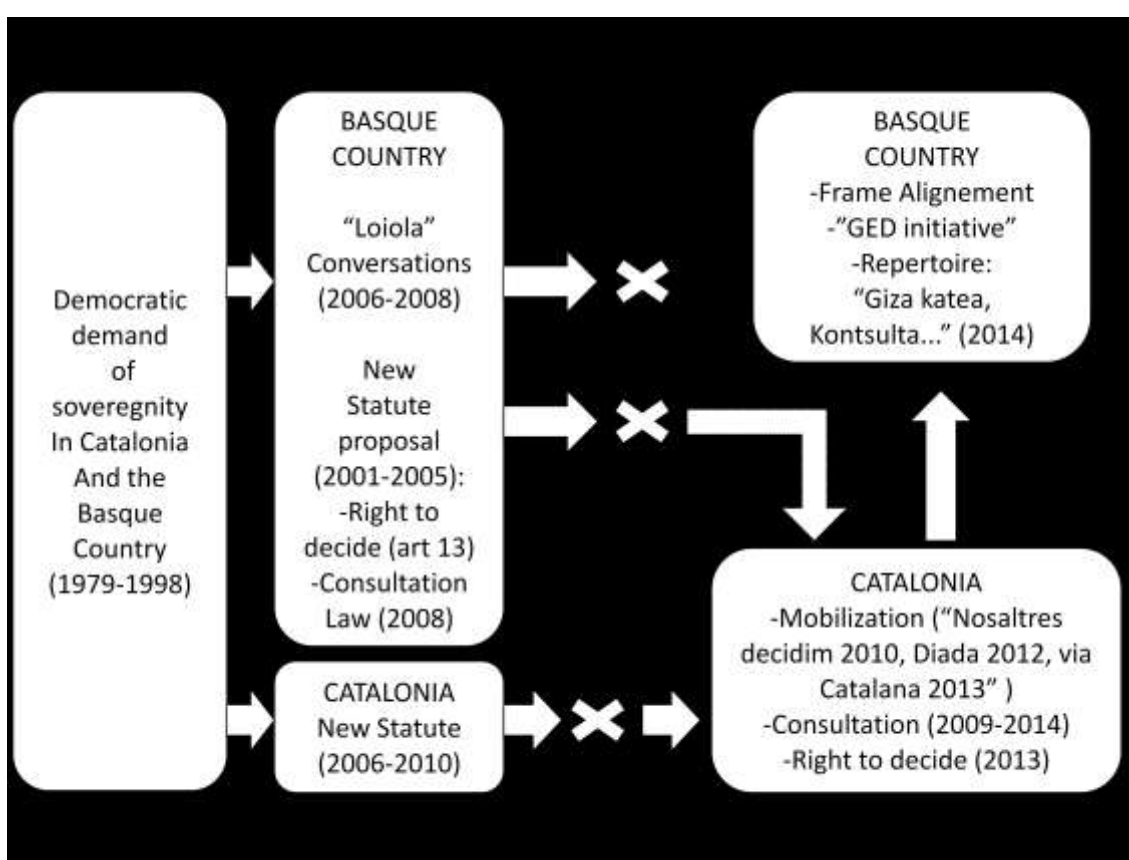 Democratic
demand
of
soveregnity
In Catalonia
And the
Basque
Country
(1979-1998)
BASQUE
COUNTRY
“Loiola”
Conversations
(2006-2008)
New
Statute
proposal
(2001-2005):
-Right to
decide (art 13)
-Consultation
Law (2008)
CATALONIA
New Statute
(2006-2010)
BASQUE
COUNTRY
-Frame Alignement
-”GED initiative”
-Repertoire:
“Giza katea,
Kontsulta...” (2014)
CATALONIA
-Mobilization (“Nosaltres
decidim 2010, Diada 2012, via
Catalana 2013” )
-Consultation (2009-2014)
-Right to decide (2013)